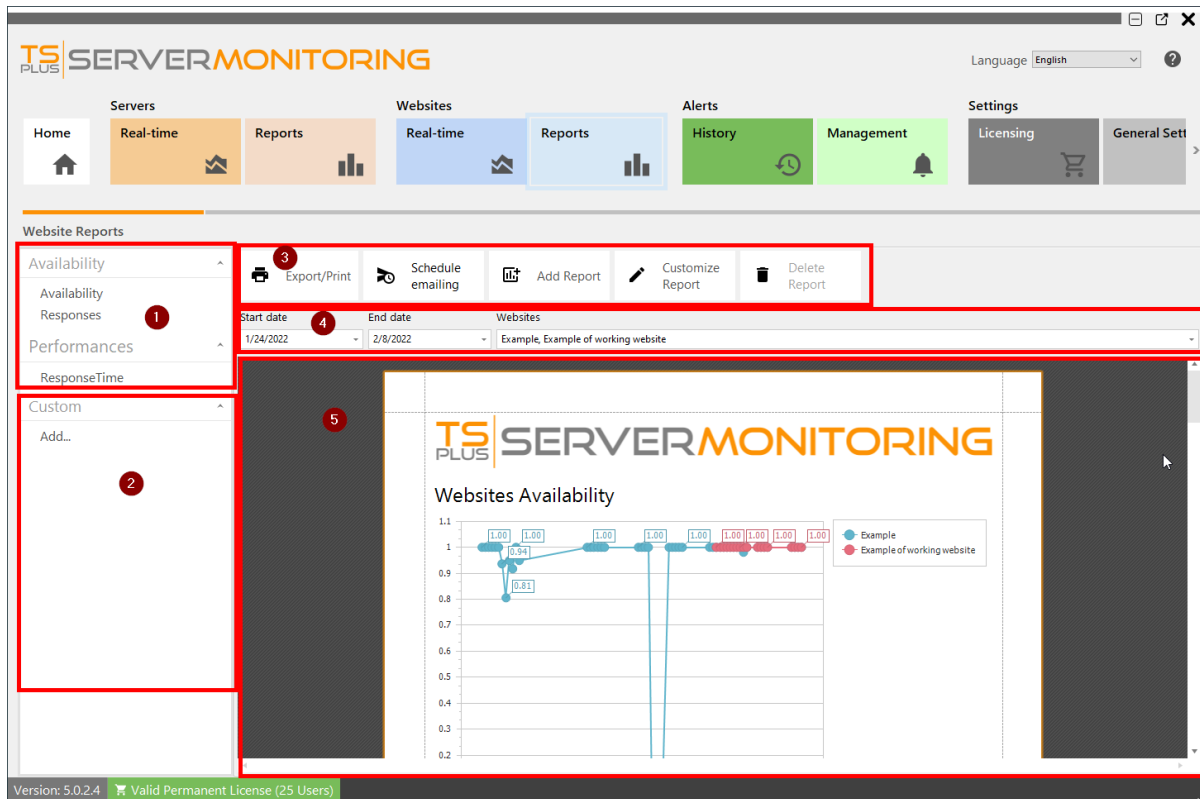 TS PLUS SERVERMONITORING
Language English ?
Servers Websites Alerts Settings
Home Real-time Reports Real-time Reports History Management Licensing General Sett
Website Reports
Availability
Availability
Responses
1
Performances
ResponseTime
Custom
Add...
2
3
Export/Print
Schedule
emailing
Add Report
Customize
Report
Delete
Report
Start date 4 End date Websites
1/24/2022 2/8/2022 Example, Example of working website
5
TS PLUS SERVERMONITORING
Websites Availability
1.1
1
0.9
0.8
0.7
0.6
0.5
0.4
0.3
0.2
1.00 1.00 1.00 1.00 1.00 1.00 1.00 1.00 1.00
0.94
0.81
Example
Example of working website
Version: 5.0.2.4 Valid Permanent License (25 Users)